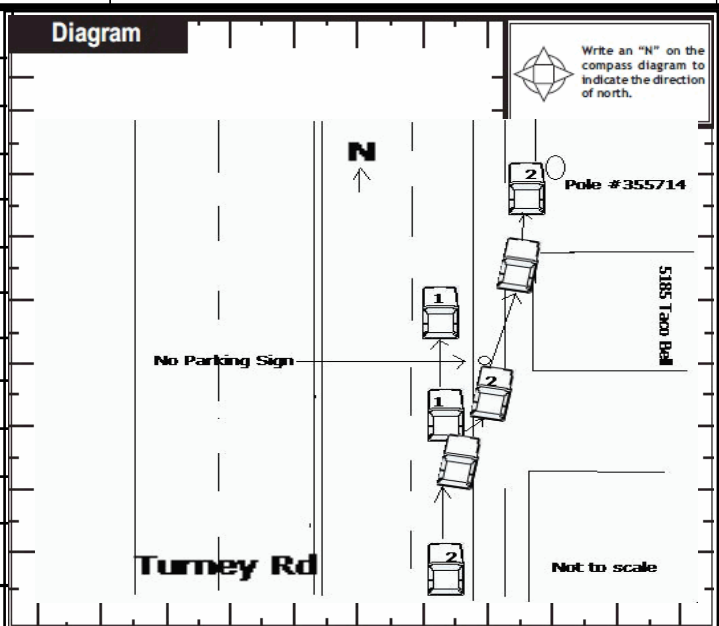 Diagram
Write an “N” on the
compass diagram to
indicate the direction
of north.
N
2
Pole #355714
5185 Taco Bell
1
No Parking Sign
2
1
Turney Rd
2
Not to scale